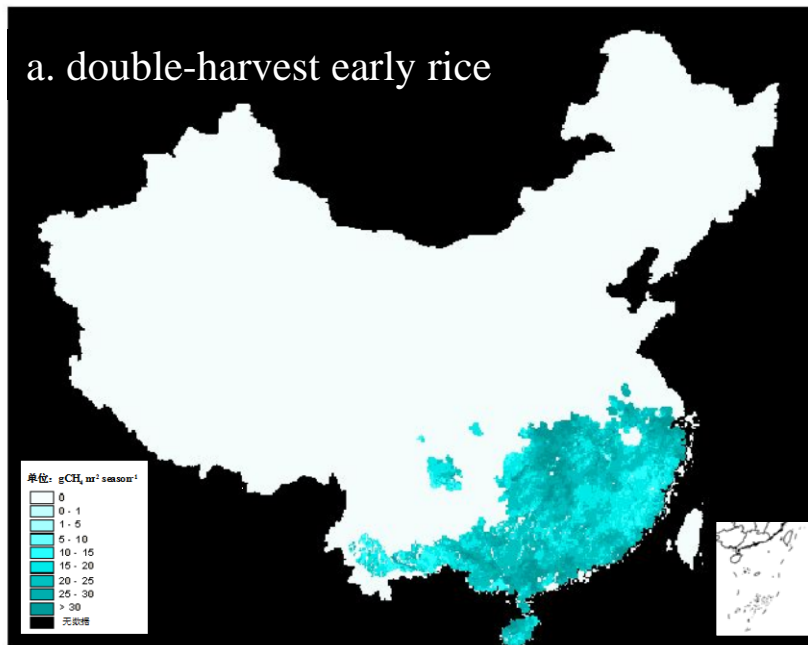 a. double-harvest early rice
单位：gCH₄ m⁻² season⁻¹
0
0 - 1
1 - 5
5 - 10
10 - 15
15 - 20
20 - 25
25 - 30
> 30
无数据